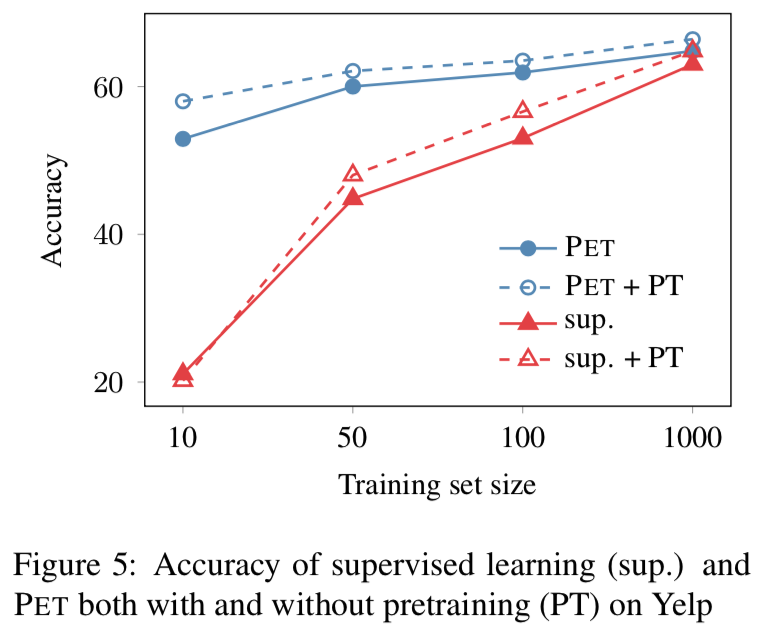 60
40
20
Accuracy
PET
PET + PT
sup.
sup. + PT
10 50 100 1000
Training set size
Figure 5: Accuracy of supervised learning (sup.) and
PET both with and without pretraining (PT) on Yelp